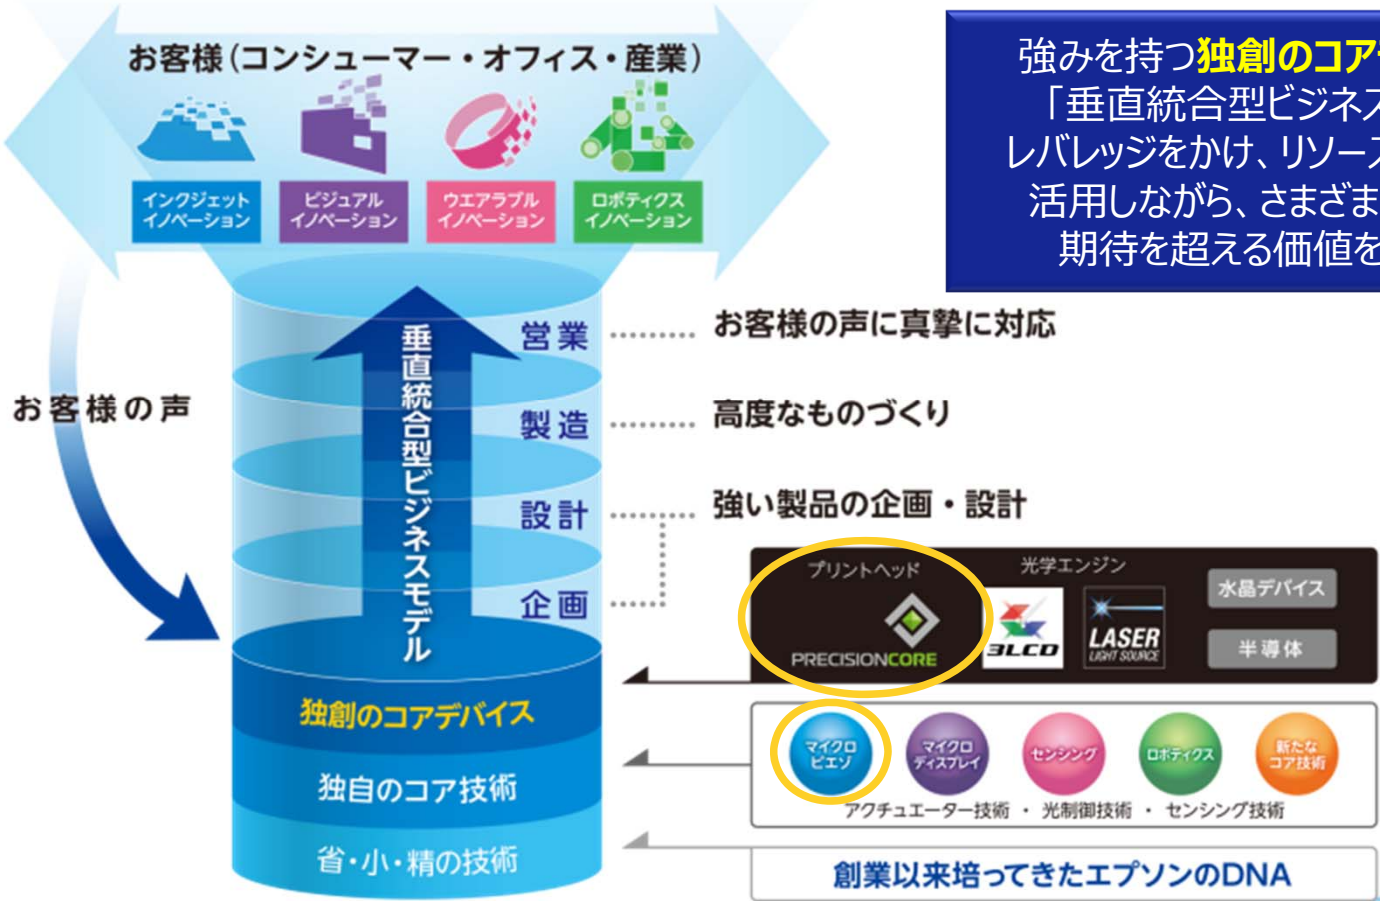 お客様(コンシューマー・オフィス・産業)
インクジェット
イノベーション
ビジュアル
イノベーション
ウエアラブル
イノベーション
ロボティクス
イノベーション
強みを持つ独創のコアデ
「垂直統合型ビジネス
レバレッジをかけ、リソース
活用しながら、さまざま
期待を超える価値を
お客様の声
垂直統合型ビジネスモデル
営業
お客様の声に真摯に対応
製造
高度なものづくり
設計
強い製品の企画・設計
企画
プリントヘッド
PRECISIONCORE
光学エンジン
3LCD
LASER
LIGHT SOURCE
水晶デバイス
半導体
独創のコアデバイス
マイクロ
ピエゾ
マイクロ
ディスプレイ
センシング
ロボティクス
新たな
コア技術
アクチュエーター技術 ・ 光制御技術 ・ センシング技術
独自のコア技術
省・小・精の技術
創業以来培ってきたエプソンのDNA